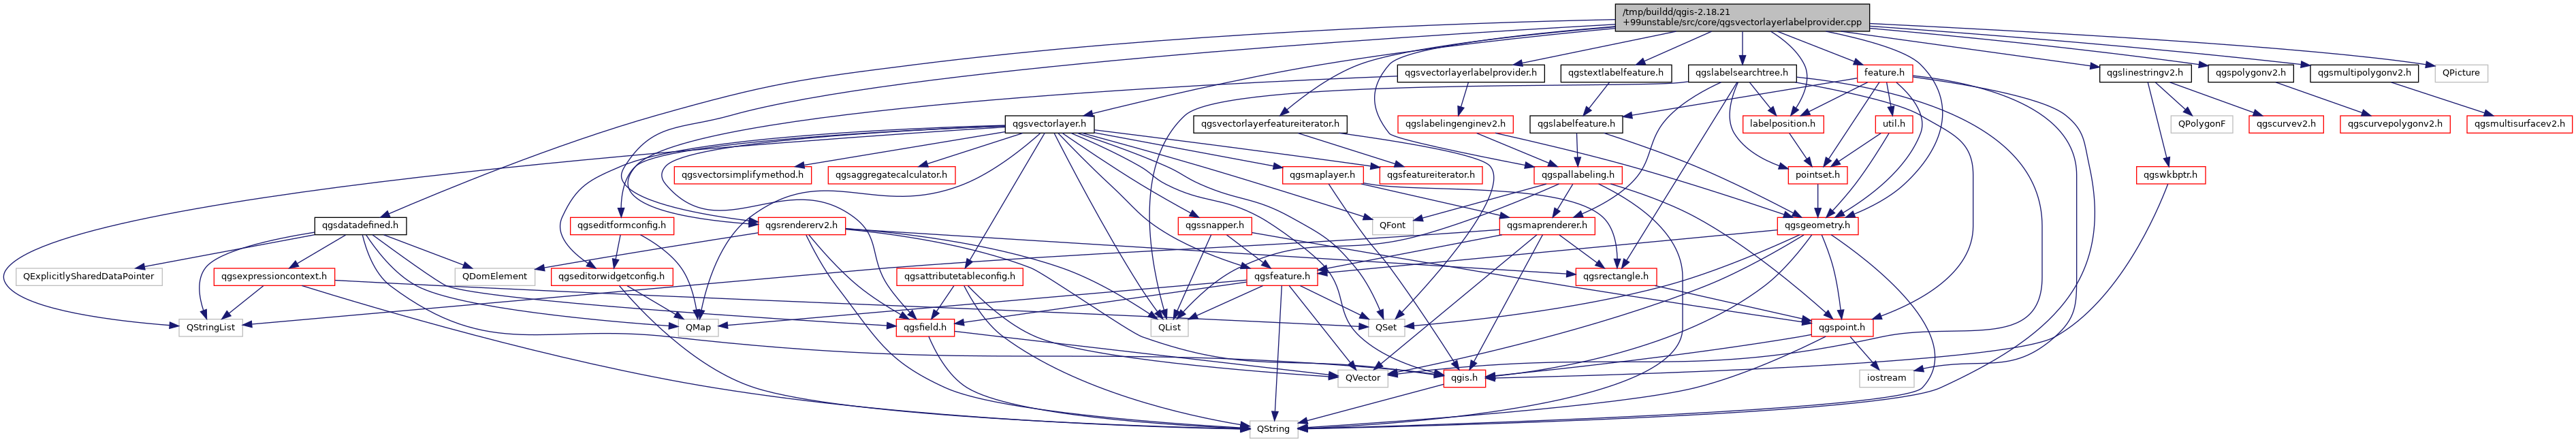 /tmp/buildd/qgis-2.18.21
+99unstable/src/core/qgsvectorlayerlabelprovider.cpp
qgsvectorlayerlabelprovider.h
qgstextlabelfeature.h
qgslabelsearchtree.h
feature.h
qgslinestringv2.h
qgspolygonv2.h
qgsmultipolygonv2.h
QPicture
qgsvectorlayer.h
qgsvectorlayerfeatureiterator.h
qgslabelingenginev2.h
qgslabelfeature.h
labelposition.h
util.h
QPolygonF
qgscurvev2.h
qgscurvepolygonv2.h
qgsmultisurfacev2.h
qgsvectorsimplifymethod.h
qgsaggregatecalculator.h
qgsmaplayer.h
qgsfeatureiterator.h
qgspallabeling.h
pointset.h
qgswkbptr.h
qgsdatadefined.h
qgseditformconfig.h
qgsrendererv2.h
qgssnapper.h
QFont
qgsmaprenderer.h
qgsgeometry.h
QExplicitlySharedDataPointer
qgsexpressioncontext.h
QDomElement
qgseditorwidgetconfig.h
qgsattributetableconfig.h
qgsfeature.h
qgsrectangle.h
QStringList
QMap
qgsfield.h
QList
QSet
qgspoint.h
QVector
qgis.h
iostream
QString